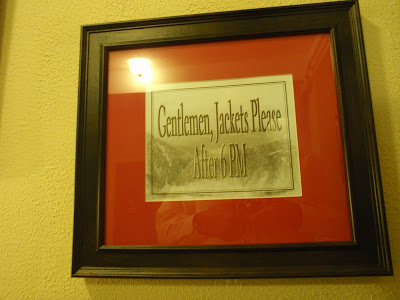 Gentlemen, Jackets Please
After 6 PM